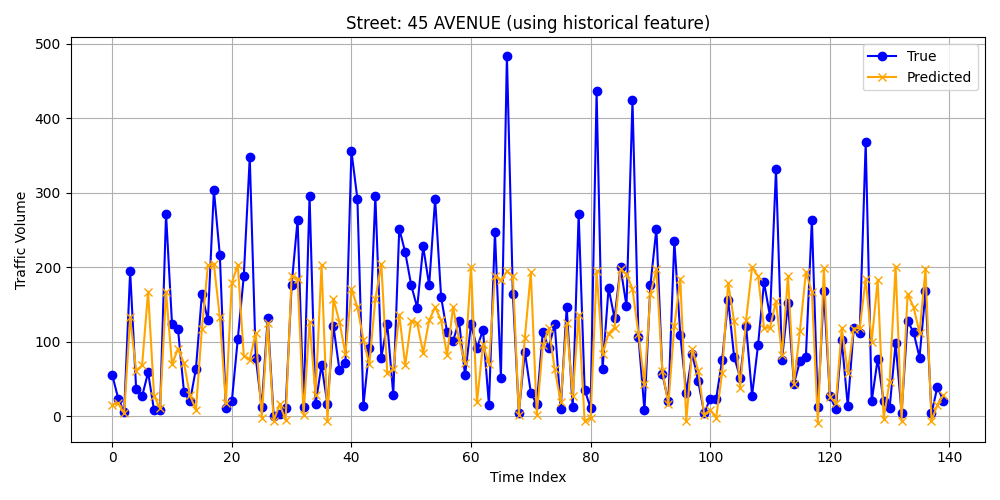 Street: 45 AVENUE (using historical feature)
True
Predicted
Traffic Volume
500
400
300
200
100
0
0 20 40 60 80 100 120 140
Time Index